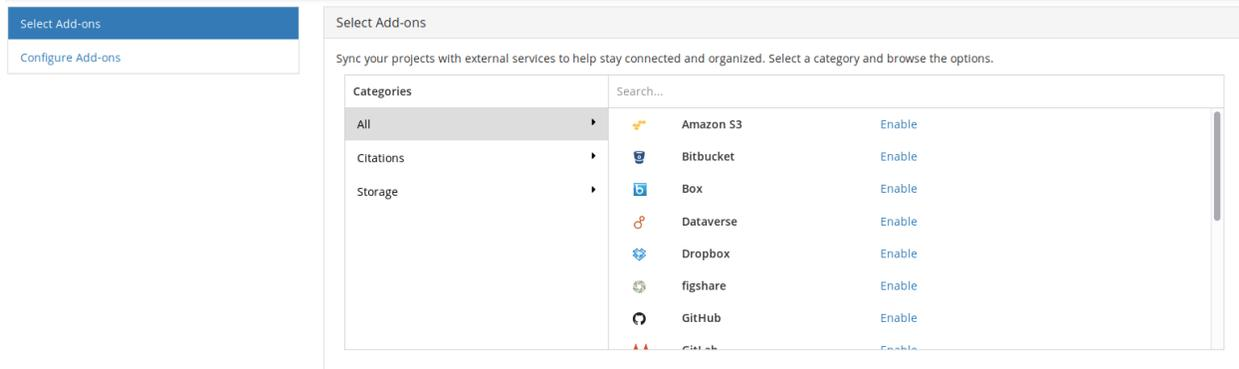 Select Add-ons
Configure Add-ons
Select Add-ons
Sync your projects with external services to help stay connected and organized. Select a category and browse the options.
Categories
Search...
All
Citations
Storage
Amazon S3 Enable
Bitbucket Enable
Box Enable
Dataverse Enable
Dropbox Enable
figshare Enable
GitHub Enable
GitLab Enable